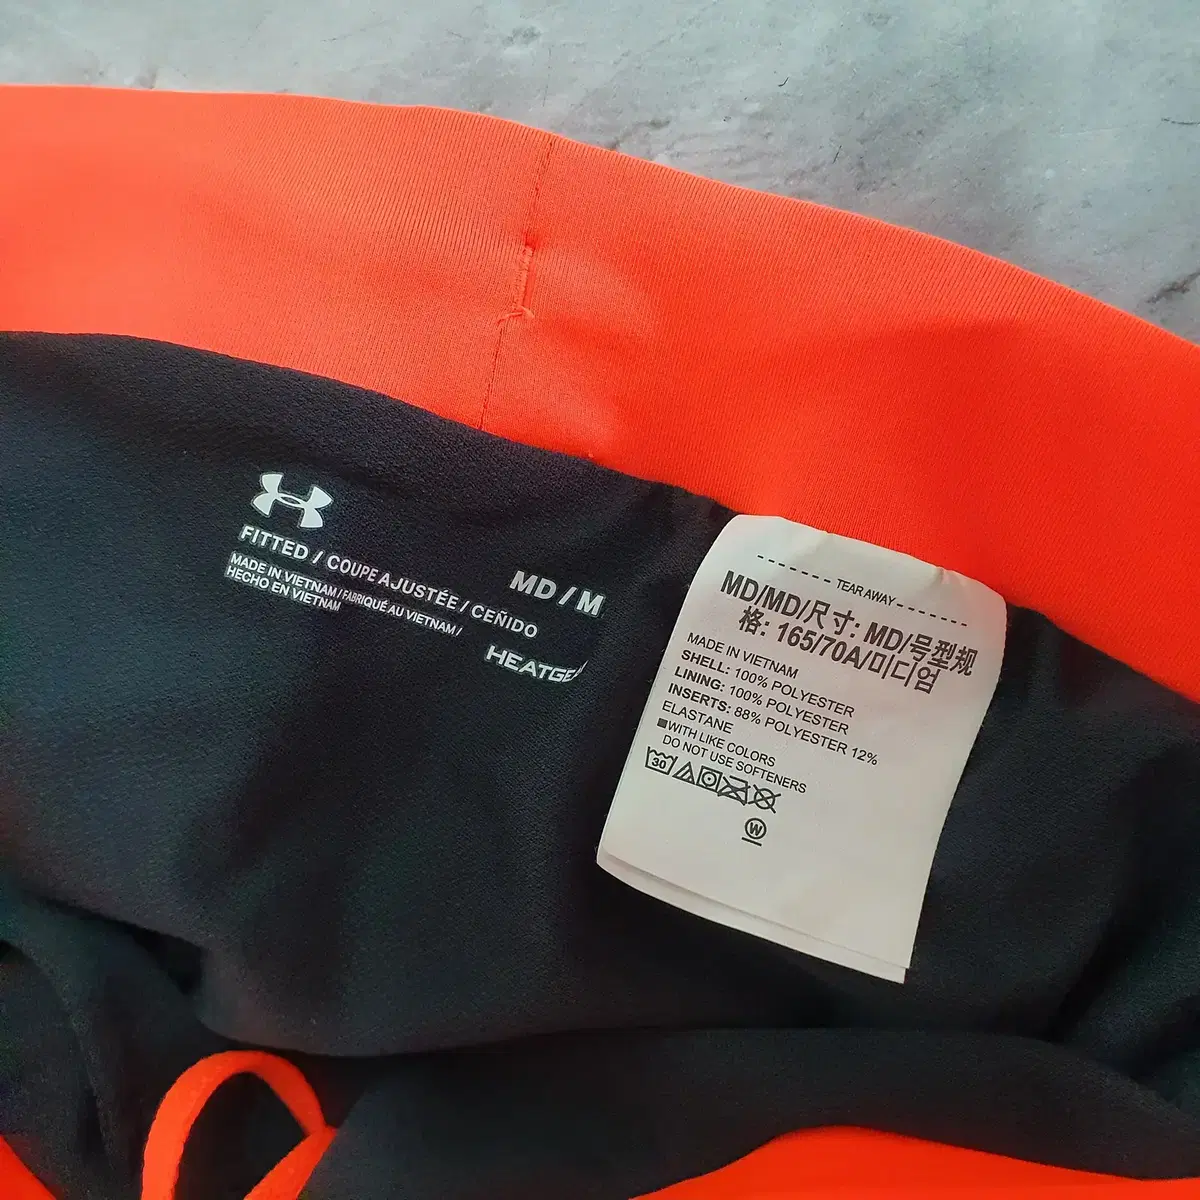 FITTED / COUPE AJUSTÉE / CEÑIDO
MD / M
MADE IN VIETNAM / FABRIQUÉ AU VIETNAM /
HECHO EN VIETNAM
TEAR AWAY
MD/MD/尺寸: MD/号型规
格: 165/70A/미디엄
MADE IN VIETNAM
SHELL: 100% POLYESTER
LINING: 100% POLYESTER
INSERTS: 88% POLYESTER 12%
ELASTANE
■WITH LIKE COLORS
DO NOT USE SOFTENERS
30
W